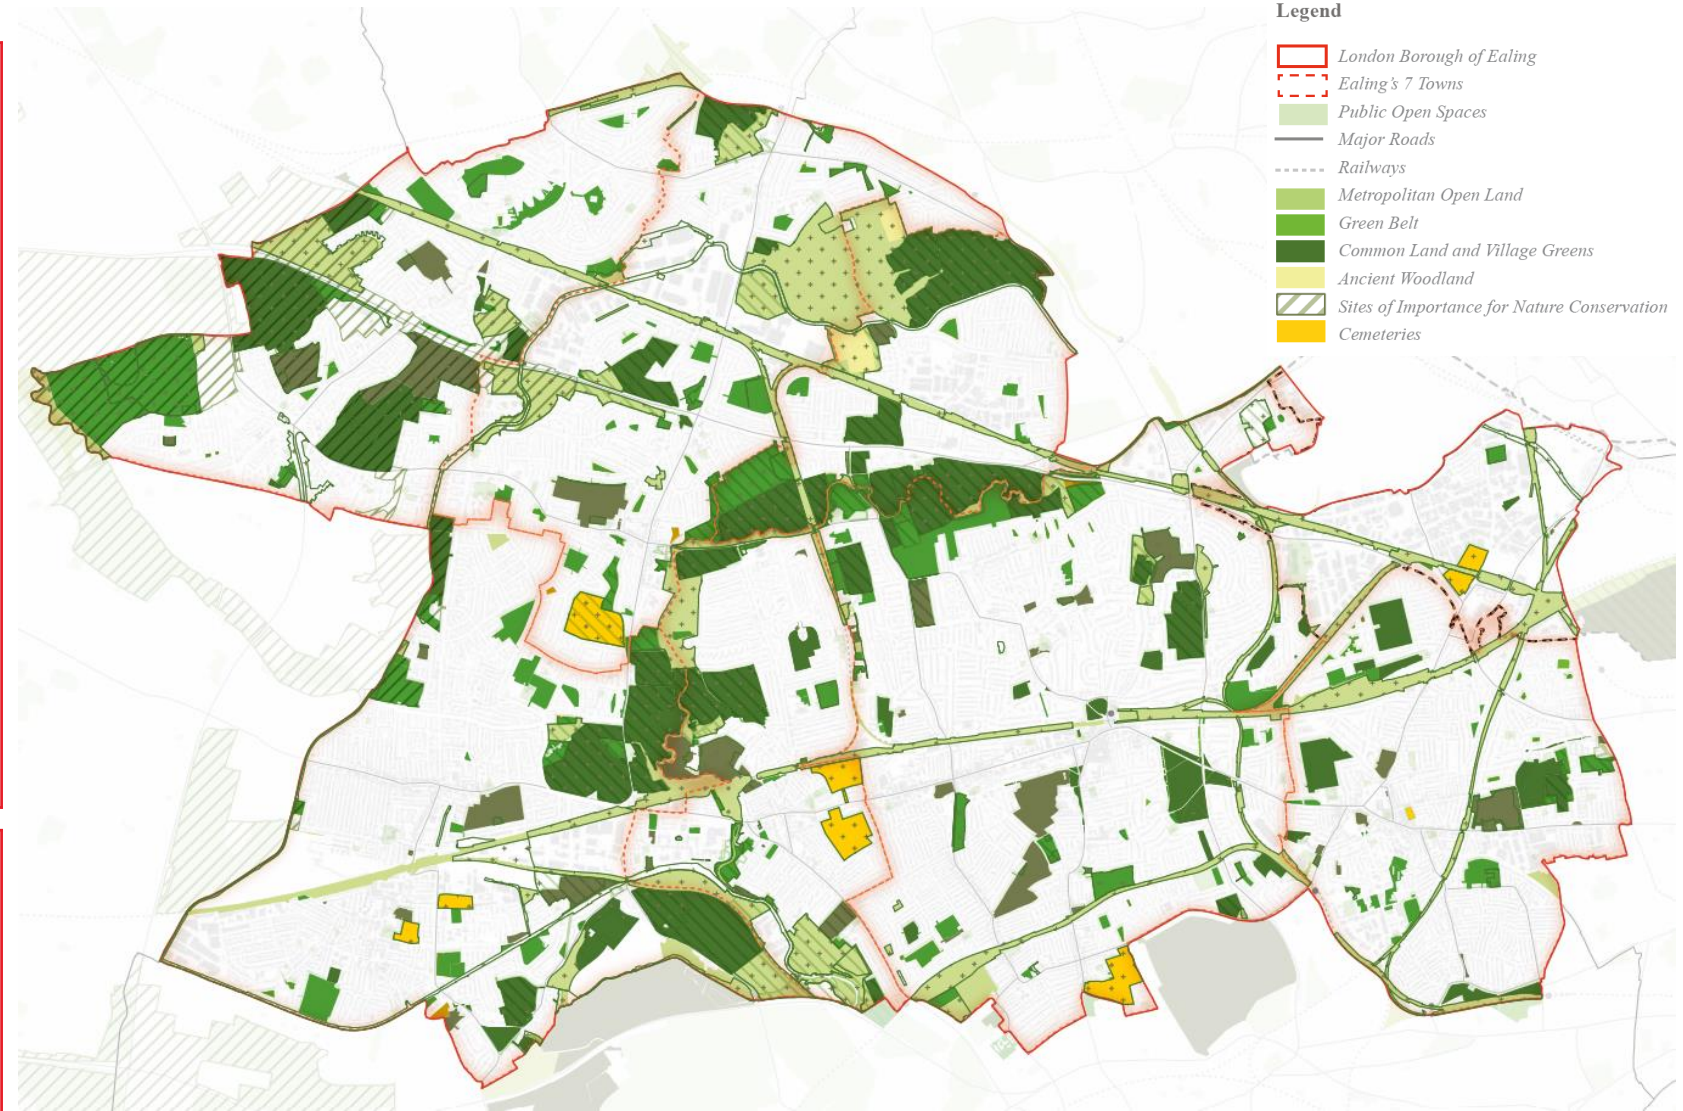 Legend
London Borough of Ealing
Ealing's 7 Towns
Public Open Spaces
Major Roads
Railways
Metropolitan Open Land
Green Belt
Common Land and Village Greens
Ancient Woodland
Sites of Importance for Nature Conservation
Cemeteries